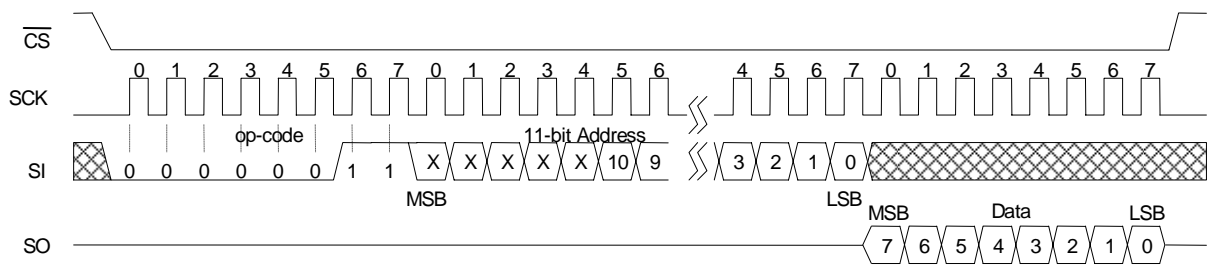 CS
0 1 2 3 4 5 6 7 0 1 2 3 4 5 6 4 5 6 7 0 1 2 3 4 5 6 7
SCK
op-code 11-bit Address
SI 0 0 0 0 0 0 1 1 X X X X X 10 9 3 2 1 0
MSB LSB
MSB Data LSB
SO 7 6 5 4 3 2 1 0